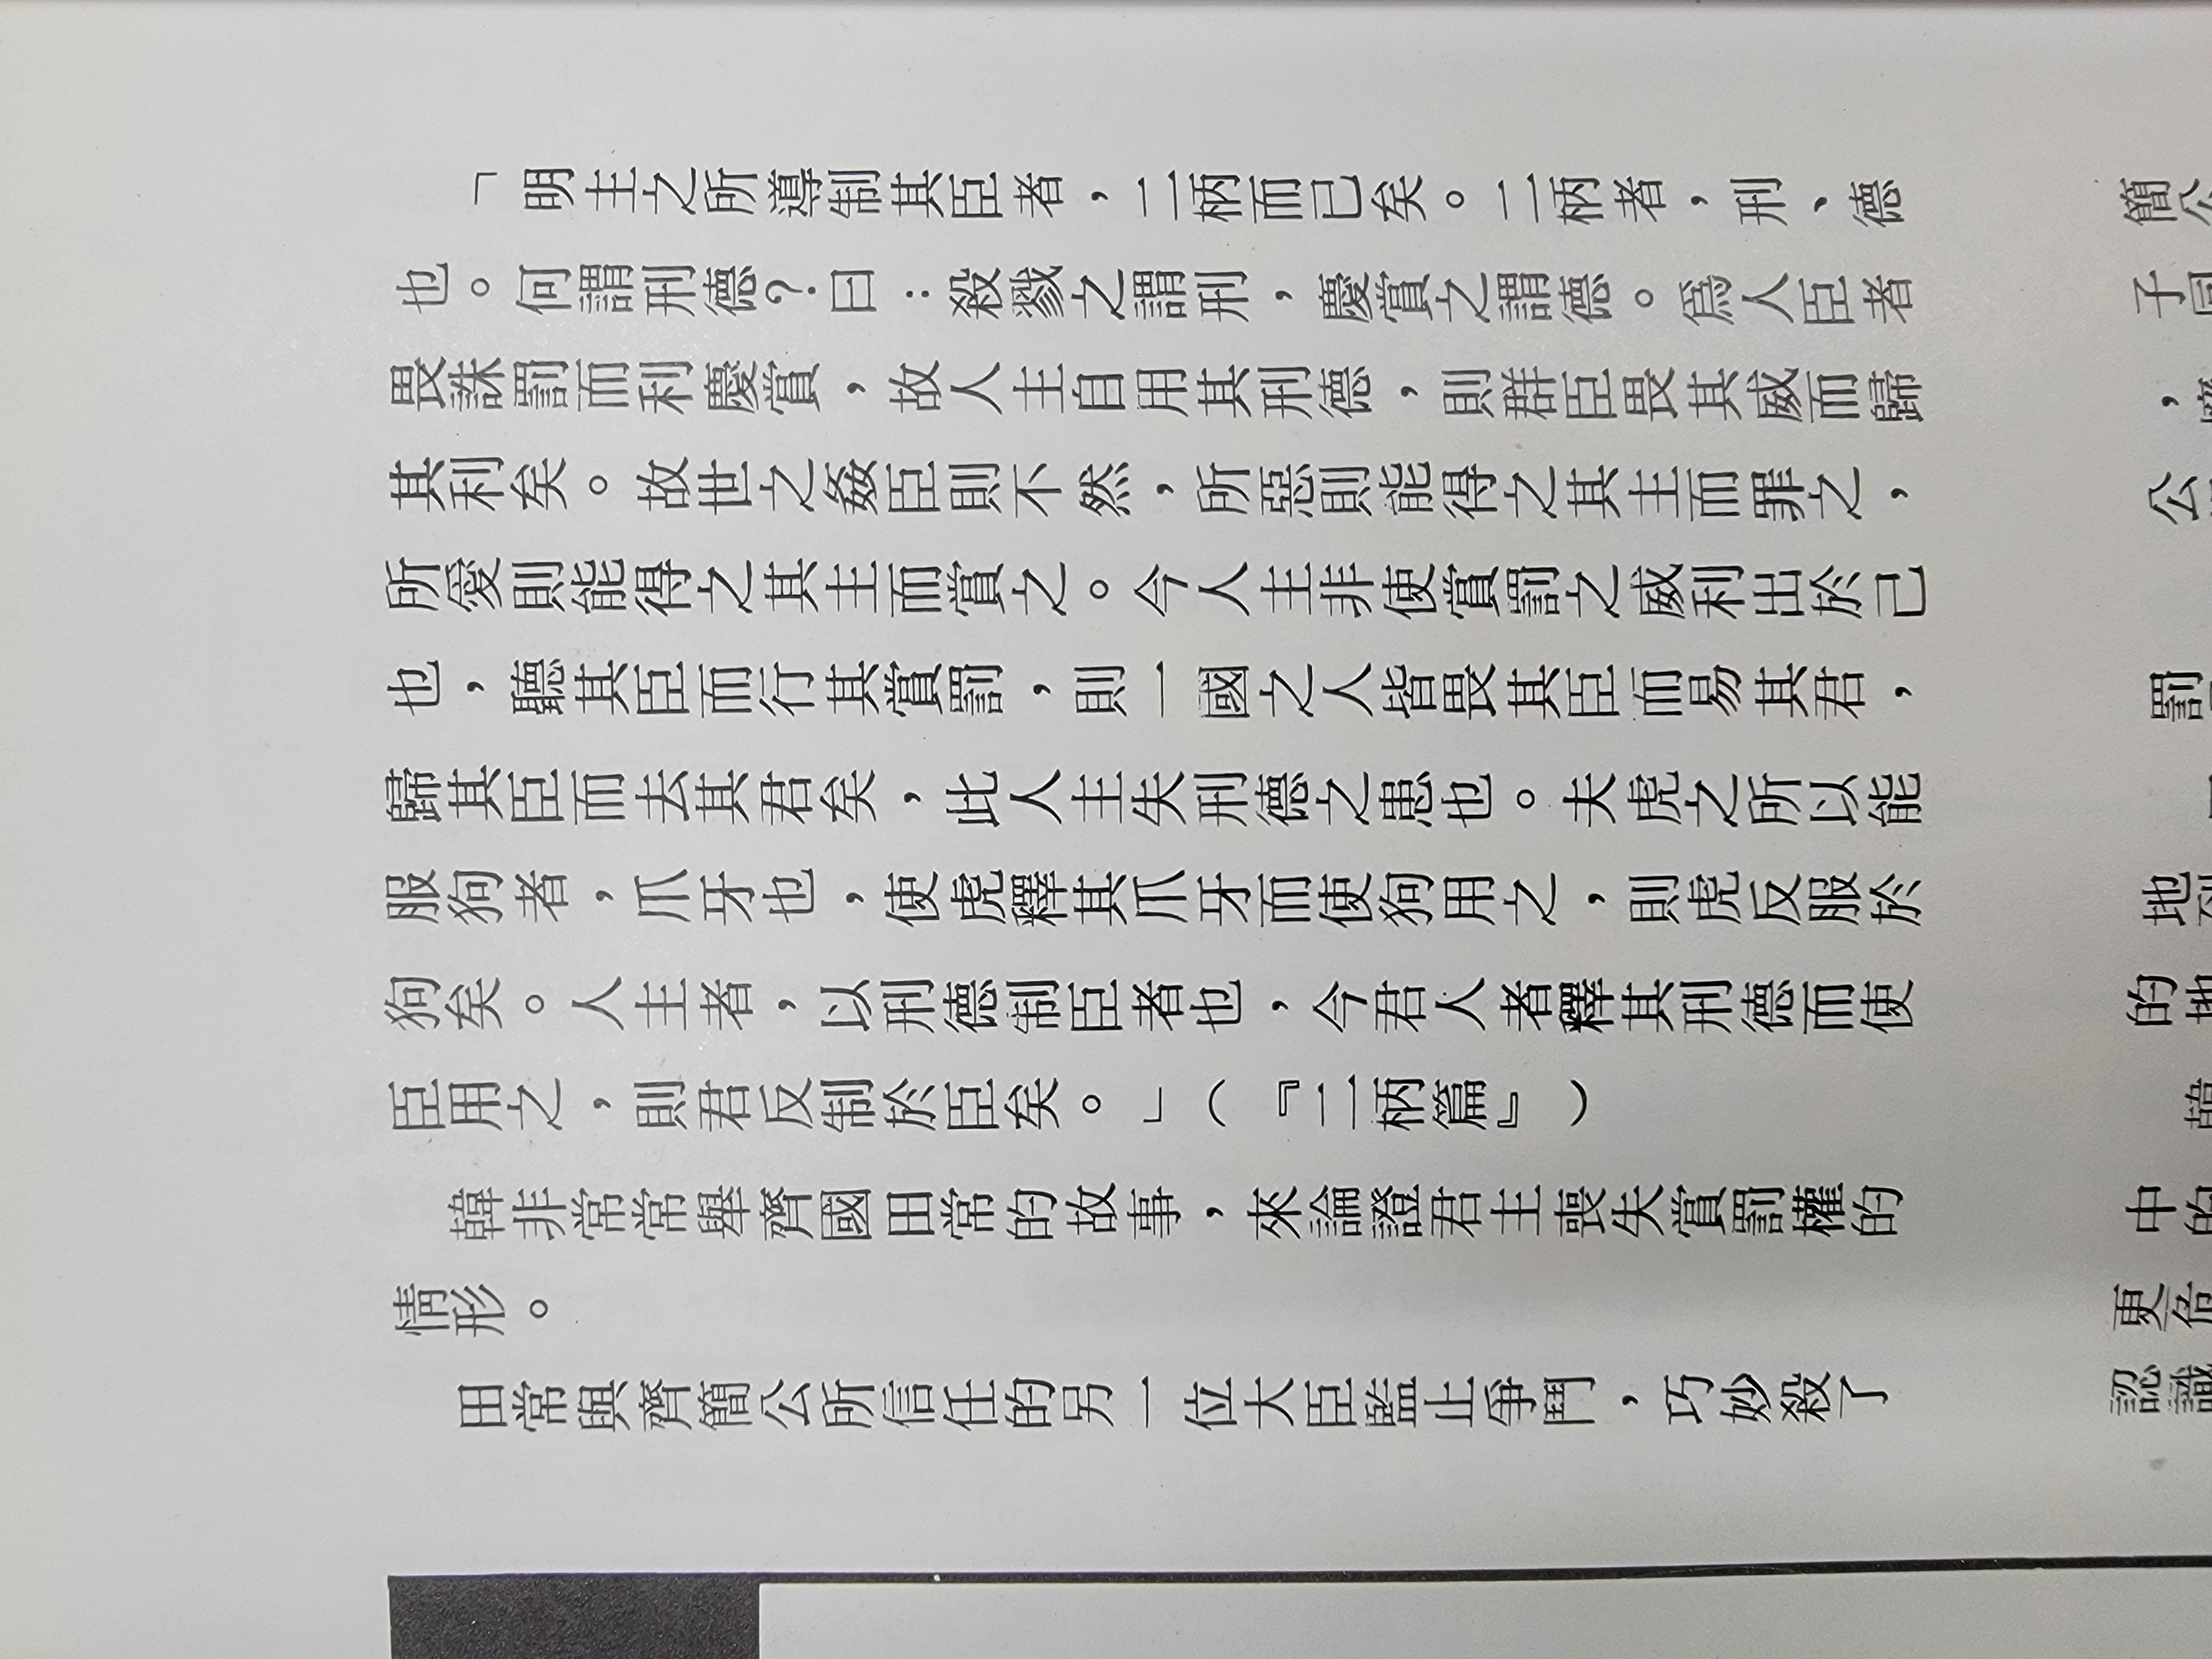 「明主之所導制其臣者，二柄而已矣。二柄者，刑、德
也。何謂刑德？曰：殺戮之謂刑，慶賞之謂德。爲人臣者
畏誅罰而利慶賞，故人主自用其刑德，則群臣畏其威而歸
其利矣。故世之姦臣則不然，所惡則能得之其主而罪之，
所愛則能得之其主而賞之。今人主非使賞罰之威利出於己
也，聽其臣而行其賞罰，則一國之人皆畏其臣而易其君，
歸其臣而去其君矣，此人主失刑德之患也。夫虎之所以能
服狗者，爪牙也，使虎釋其爪牙而使狗用之，則虎反服於
狗矣。人主者，以刑德制臣者也，今君人者釋其刑德而使
臣用之，則君反制於臣矣。」（『二柄篇』）
韓非常常舉齊國田常的故事，來論證君主喪失賞罰權的
情形。
田常與齊簡公所信任的另一位大臣監止爭鬥，巧妙殺了
簡公
子
，
公
罰
地
的
韓
中的
更危
認識